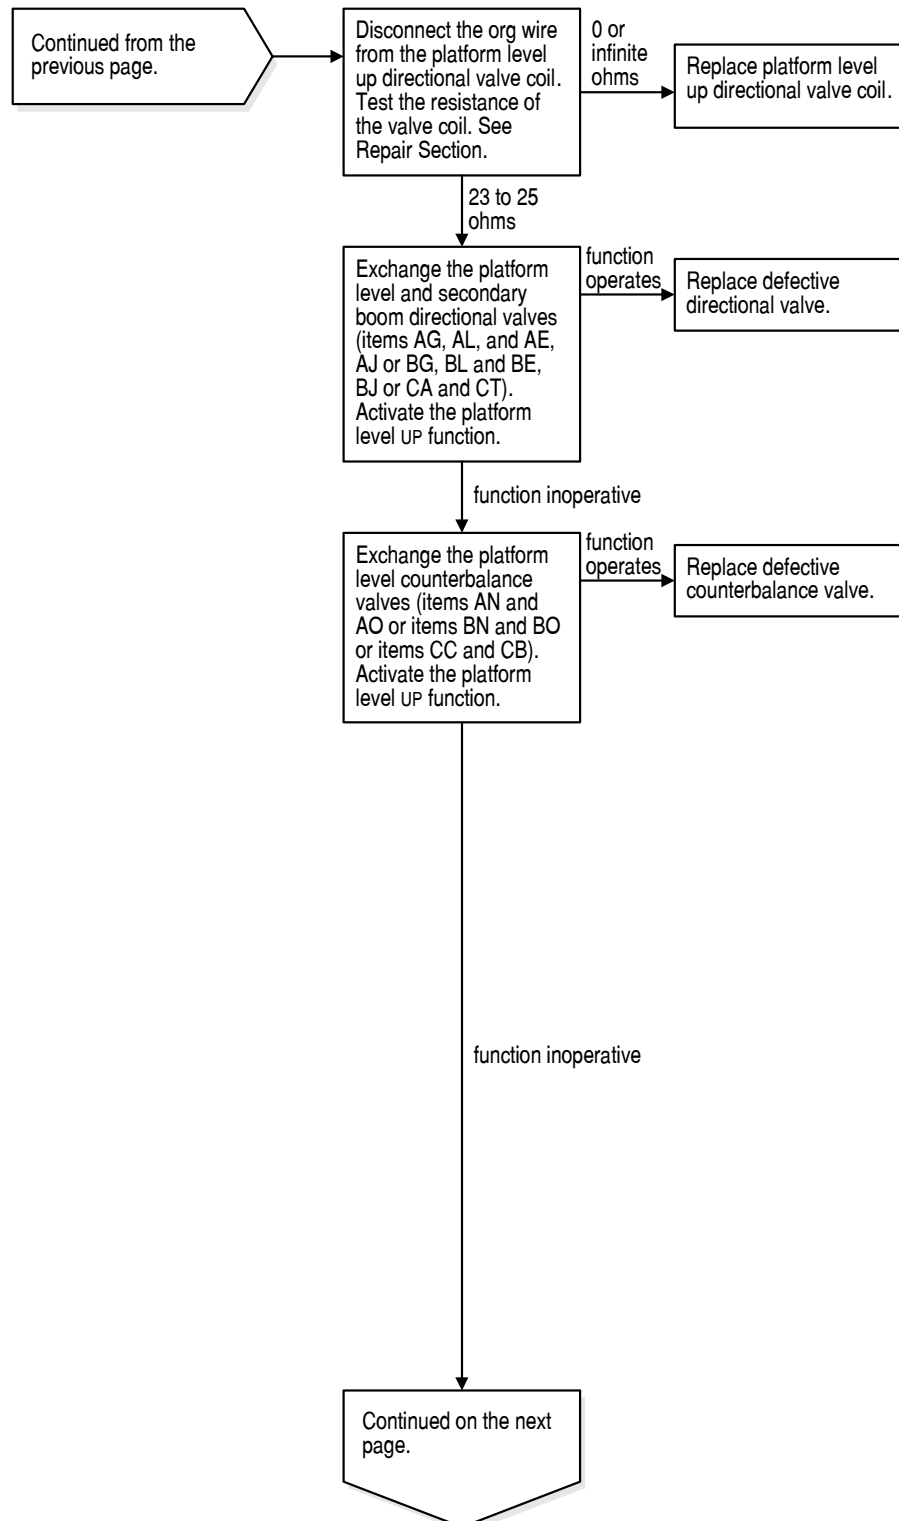 Continued from the
previous page.
Disconnect the org wire
from the platform level
up directional valve coil.
Test the resistance of
the valve coil. See
Repair Section.
0 or
infinite
ohms
Replace platform level
up directional valve coil.
23 to 25
ohms
Exchange the platform
level and secondary
boom directional valves
(items AG, AL, and AE,
AJ or BG, BL and BE,
BJ or CA and CT).
Activate the platform
level UP function.
function
operates
Replace defective
directional valve.
function inoperative
Exchange the platform
level counterbalance
valves (items AN and
AO or items BN and BO
or items CC and CB).
Activate the platform
level UP function.
function
operates
Replace defective
counterbalance valve.
function inoperative
Continued on the next
page.